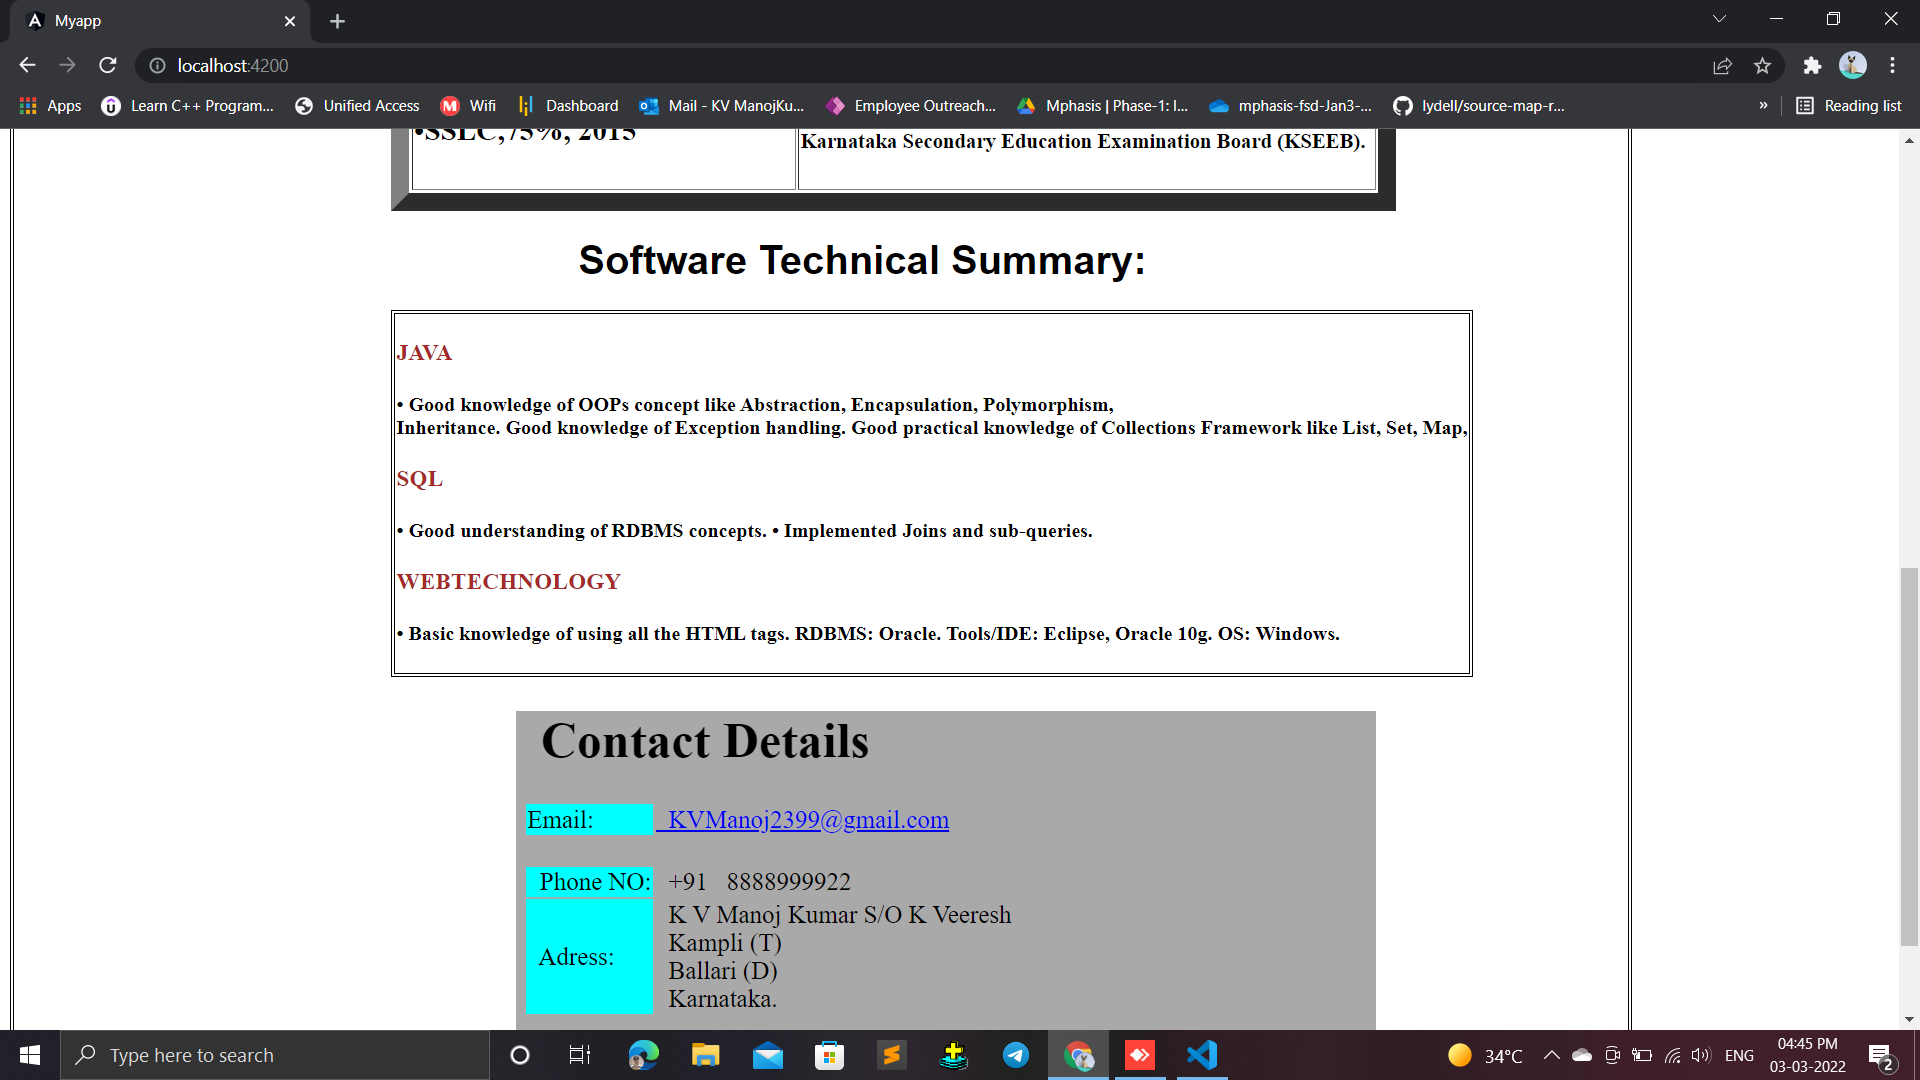 Myapp
localhost:4200
Apps
Learn C++ Program...
Unified Access
Wifi
Dashboard
Mail - KV ManojKu...
Employee Outreach...
Mphasis | Phase-1: I...
mphasis-fsd-Jan3-...
lydell/source-map-r...
»
Reading list
•SSLC,75%, 2015
Karnataka Secondary Education Examination Board (KSEEB).
Software Technical Summary:
JAVA
• Good knowledge of OOPs concept like Abstraction, Encapsulation, Polymorphism,
Inheritance. Good knowledge of Exception handling. Good practical knowledge of Collections Framework like List, Set, Map,
SQL
• Good understanding of RDBMS concepts. • Implemented Joins and sub-queries.
WEBTECHNOLOGY
• Basic knowledge of using all the HTML tags. RDBMS: Oracle. Tools/IDE: Eclipse, Oracle 10g. OS: Windows.
Contact Details
Email: KVManoj2399@gmail.com
Phone NO: +91 8888999922
Adress:
K V Manoj Kumar S/O K Veeresh
Kampli (T)
Ballari (D)
Karnataka.
Type here to search
34°C
ENG
04:45 PM
03-03-2022
2